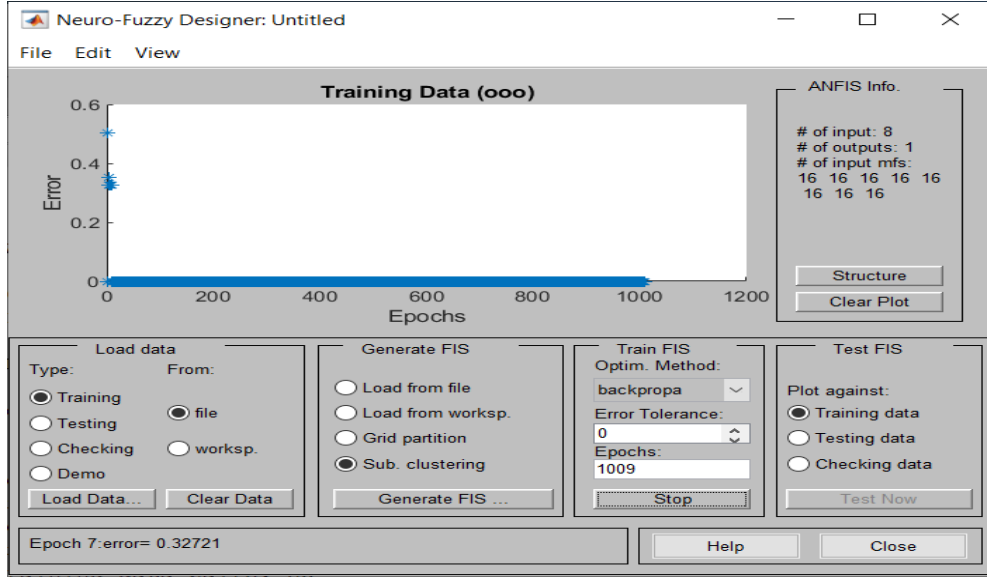 Neuro-Fuzzy Designer: Untitled
File Edit View
Training Data (ooo)
0.6
0.4
0.2
0
Error
0 200 400 600 800 1000 1200
Epochs
ANFIS Info.
# of input: 8
# of outputs: 1
# of input mfs:
16 16 16 16 16
16 16 16
Structure
Clear Plot
Load data
Type: From:
Training
file
Testing
Checking
worksp.
Demo
Load Data... Clear Data
Generate FIS
Load from file
Load from worksp.
Grid partition
Sub. clustering
Generate FIS ...
Train FIS
Optim. Method:
backpropa
Error Tolerance:
0
Epochs:
1009
Stop
Test FIS
Plot against:
Training data
Testing data
Checking data
Test Now
Epoch 7:error= 0.32721
Help
Close